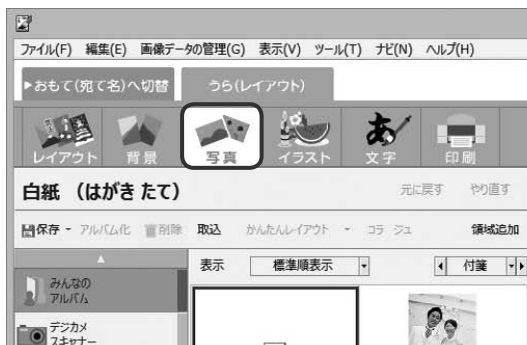 ファイル(F) 編集(E) 画像データの管理(G) 表示(V) ツール(T) ナビ(N) ヘルプ(H)
▶おもて(宛て名)へ切替 うら(レイアウト)
レイアウト 背景 写真 イラスト 文字 印刷
白紙 (はがき たて) 元に戻す やり直す
保存 アルバム化 削除 取込 かんたんレイアウト コラージュ 領域追加
表示 標準順表示 付箋
みんなの
アルバム
デジカメ
スキャナー